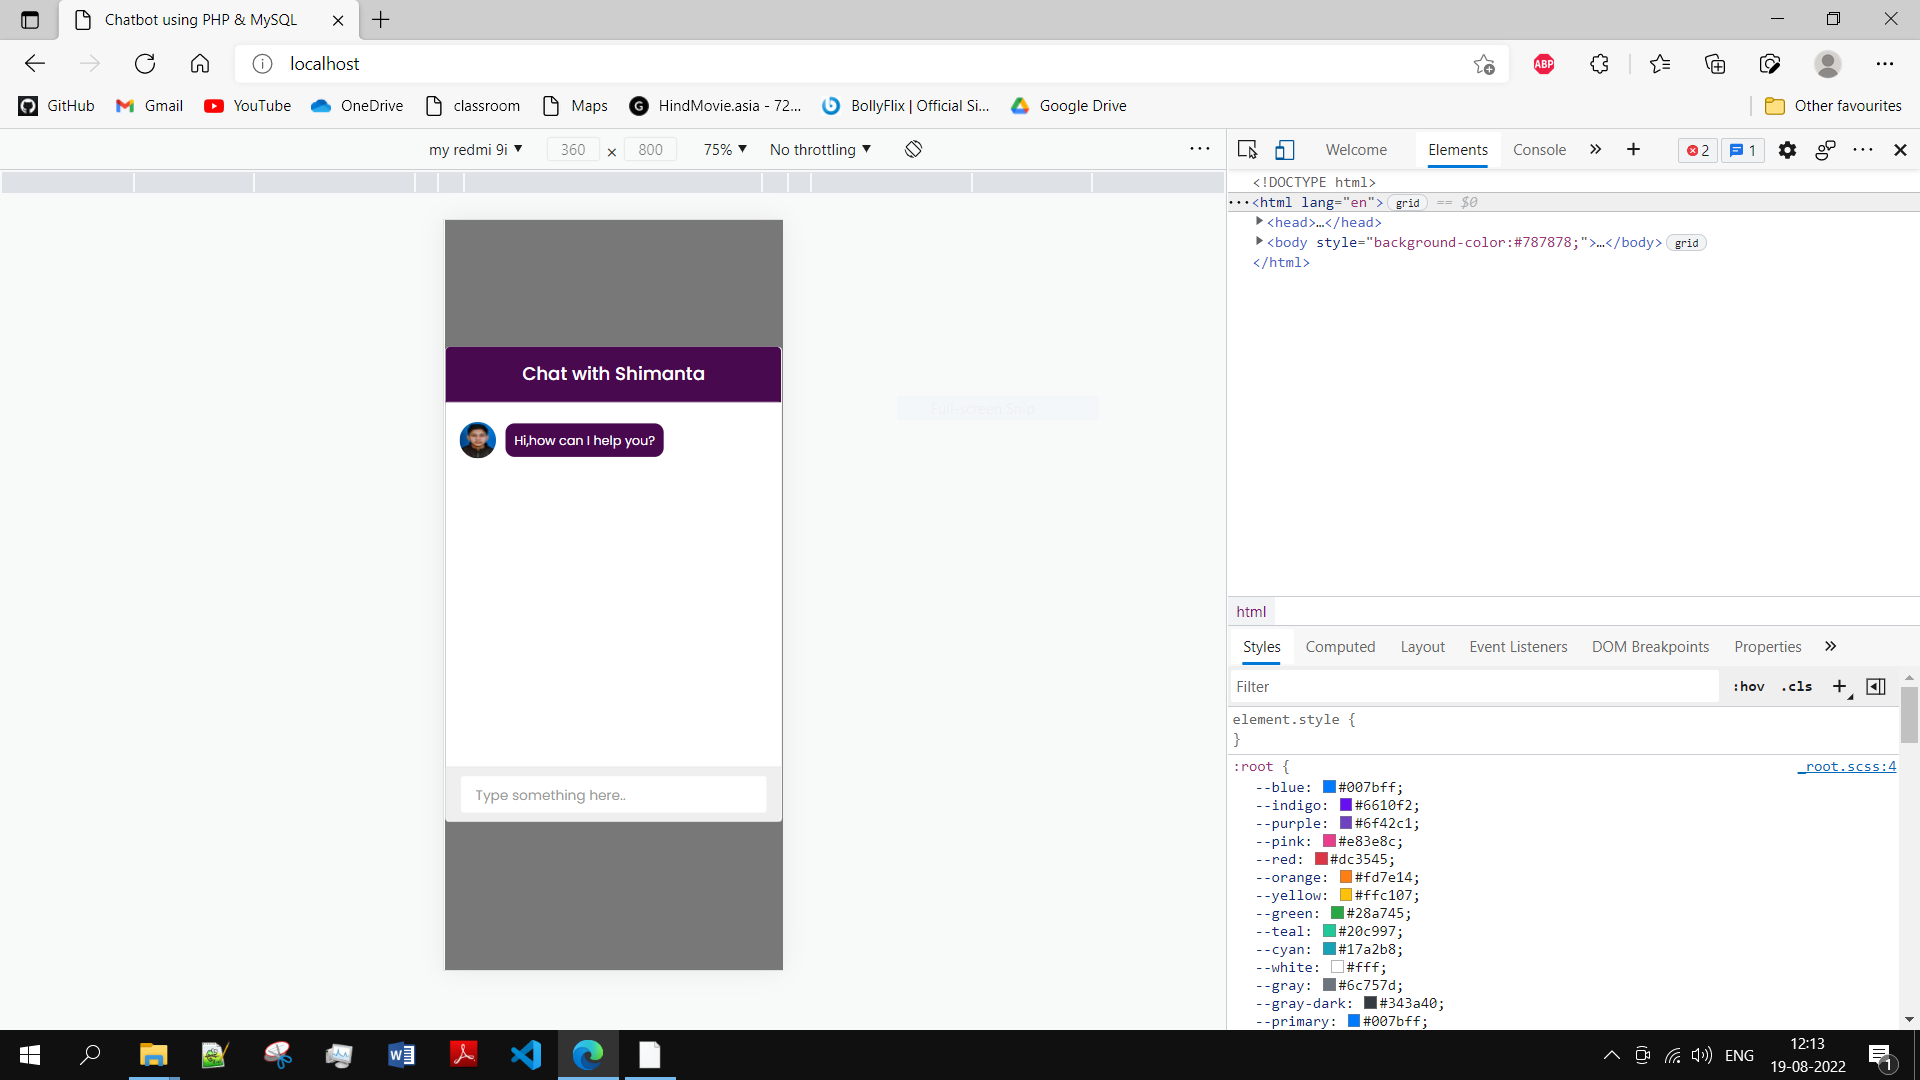 Chatbot using PHP & MySQL
localhost
ABP
GitHub Gmail YouTube OneDrive classroom Maps HindMovie.asia - 72... BollyFlix | Official Si... Google Drive Other favourites
my redmi 9i 360 × 800 75% No throttling
Welcome Elements Console 2 1
<!DOCTYPE html>
<html lang="en"> grid == $0
<head>…</head>
<body style="background-color:#787878;">…</body> grid
</html>
Chat with Shimanta
Full-screen Snip
Hi,how can I help you?
Type something here..
html
Styles Computed Layout Event Listeners DOM Breakpoints Properties
Filter :hov .cls
element.style {
}
:root { _root.scss:4
--blue: #007bff;
--indigo: #6610f2;
--purple: #6f42c1;
--pink: #e83e8c;
--red: #dc3545;
--orange: #fd7e14;
--yellow: #ffc107;
--green: #28a745;
--teal: #20c997;
--cyan: #17a2b8;
--white: #fff;
--gray: #6c757d;
--gray-dark: #343a40;
--primary: #007bff;
ENG
12:13
19-08-2022
1